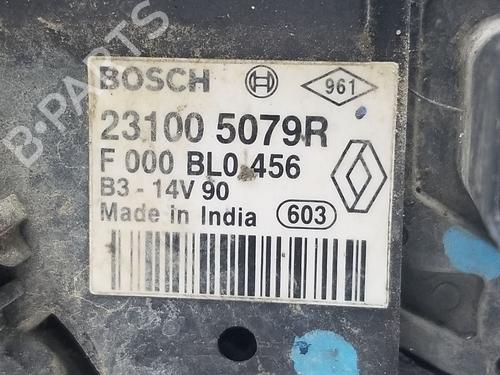 B-PARTS
BOSCH
961
23100 5079R
F 000 BL0 456
B3 - 14V 90
Made in India
603